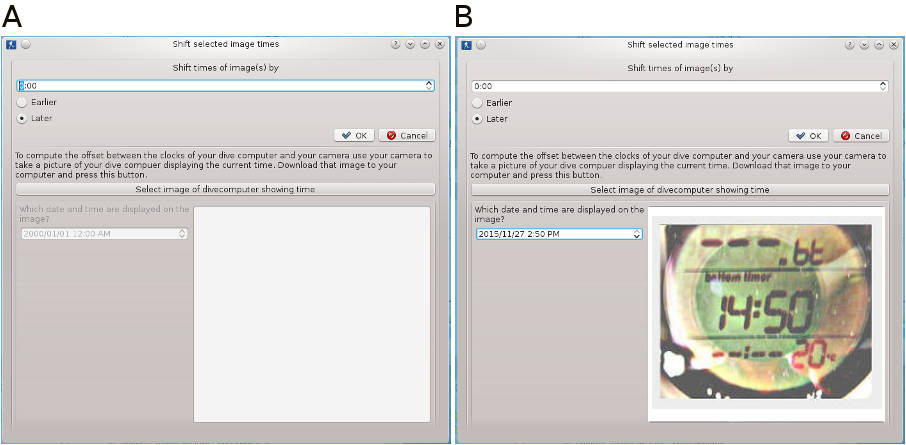 A
Shift selected image times
Shift times of image(s) by
0:00
Earlier
Later
OK
Cancel
To compute the offset between the clocks of your dive computer and your camera use your camera to
take a picture of your dive compuer displaying the current time. Download that image to your
computer and press this button.
Select image of divecomputer showing time
Which date and time are displayed on the
image?
2000/01/01 12:00 AM
B
Shift selected image times
Shift times of image(s) by
0:00
Earlier
Later
OK
Cancel
To compute the offset between the clocks of your dive computer and your camera use your camera to
take a picture of your dive compuer displaying the current time. Download that image to your
computer and press this button.
Select image of divecomputer showing time
Which date and time are displayed on the
image?
2015/11/27 2:50 PM
---.bt
bottom timer
14:50
--:-- 20°c